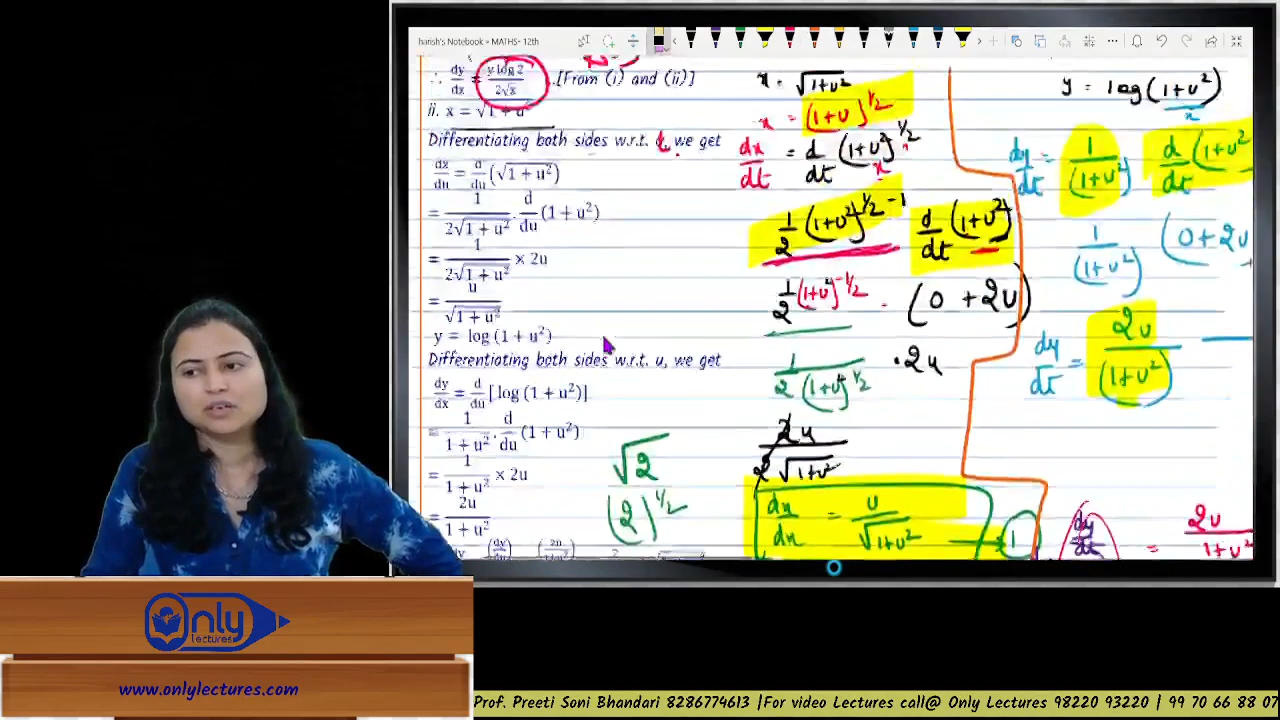 harish's Notebook » MATHS- 12th
∴ dy/dx = y log 2 / 2√x .[From (i) and (ii)]
ii. x = √1 + u²
Differentiating both sides w.r.t. t, we get
dx/du = d/du (√1 + u²)
= 1/2√1 + u² . d/du (1 + u²)
= 1/2√1 + u² × 2u
= u/√1 + u²
y = log (1 + u²)
Differentiating both sides w.r.t. u, we get
dy/dx = d/du [log (1 + u²)]
= 1/1 + u² . d/du (1 + u²)
= 1/1 + u² × 2u
= 2u/1 + u²
√2
(2)^1/2
x = √1+u²
x = (1+u)^1/2
dx/dt = d/dt (1+u²)^1/2
x
1/2 (1+u²)^1/2 -1 d/dt (1+u²)
1/2 (1+u²)^-1/2 . (0 + 2u)
1/2 (1+u²)^1/2 . 2u
2u/2√1+u²
dx/du = u/√1+u² 1
y = log (1+u²)
x
dy/dt = 1/(1+u²) d/dt (1+u²
1/(1+u²) (0 + 2u
dy/dt = 2u/(1+u²)
dy/dt = 2u/1+u²
Only
lectures
www.onlylectures.com
Prof. Preeti Soni Bhandari 8286774613 |For video Lectures call@ Only Lectures 98220 93220 | 99 70 66 88 07